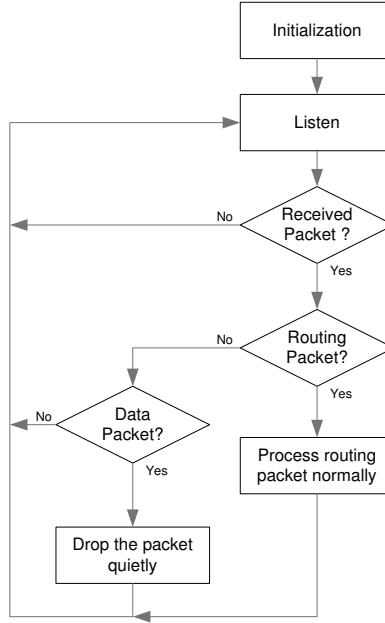 Initialization
Listen
Received
Packet ?
No
Yes
Routing
Packet?
No
Yes
Data
Packet?
No
Yes
Process routing
packet normally
Drop the packet
quietly